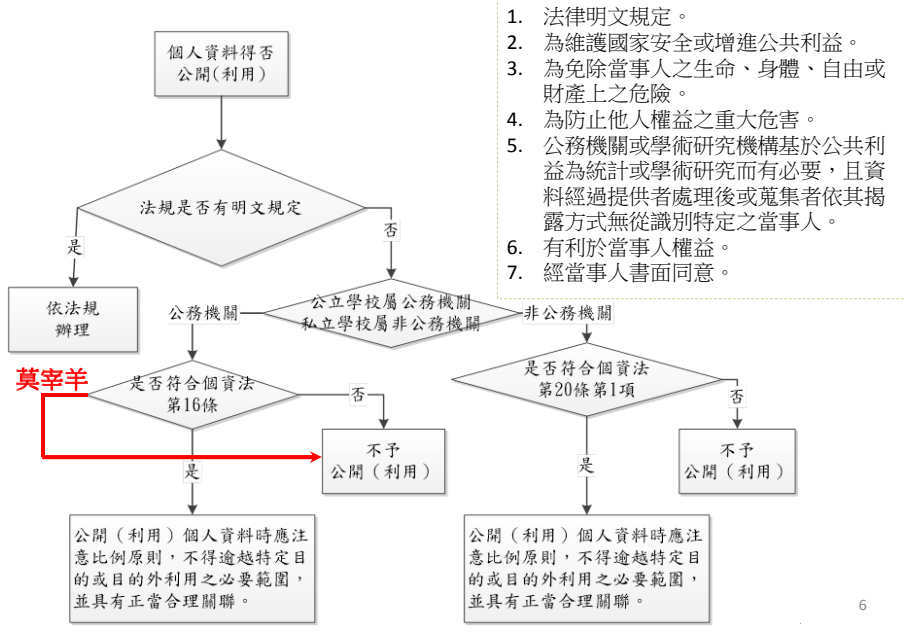 1. 法律明文規定。
2. 為維護國家安全或增進公共利益。
3. 為免除當事人之生命、身體、自由或
財產上之危險。
4. 為防止他人權益之重大危害。
5. 公務機關或學術研究機構基於公共利
益為統計或學術研究而有必要，且資
料經過提供者處理後或蒐集者依其揭
露方式無從識別特定之當事人。
6. 有利於當事人權益。
7. 經當事人書面同意。
個人資料得否
公開(利用)
法規是否有明文規定
是
否
依法規
辦理
公務機關
公立學校屬公務機關
私立學校屬非公務機關
非公務機關
莫宰羊
是否符合個資法
第16條
否
不予
公開（利用）
是
公開（利用）個人資料時應注
意比例原則，不得逾越特定目
的或目的外利用之必要範圍，
並具有正當合理關聯。
是否符合個資法
第20條第1項
否
不予
公開（利用）
是
公開（利用）個人資料時應注
意比例原則，不得逾越特定目
的或目的外利用之必要範圍，
並具有正當合理關聯。
6